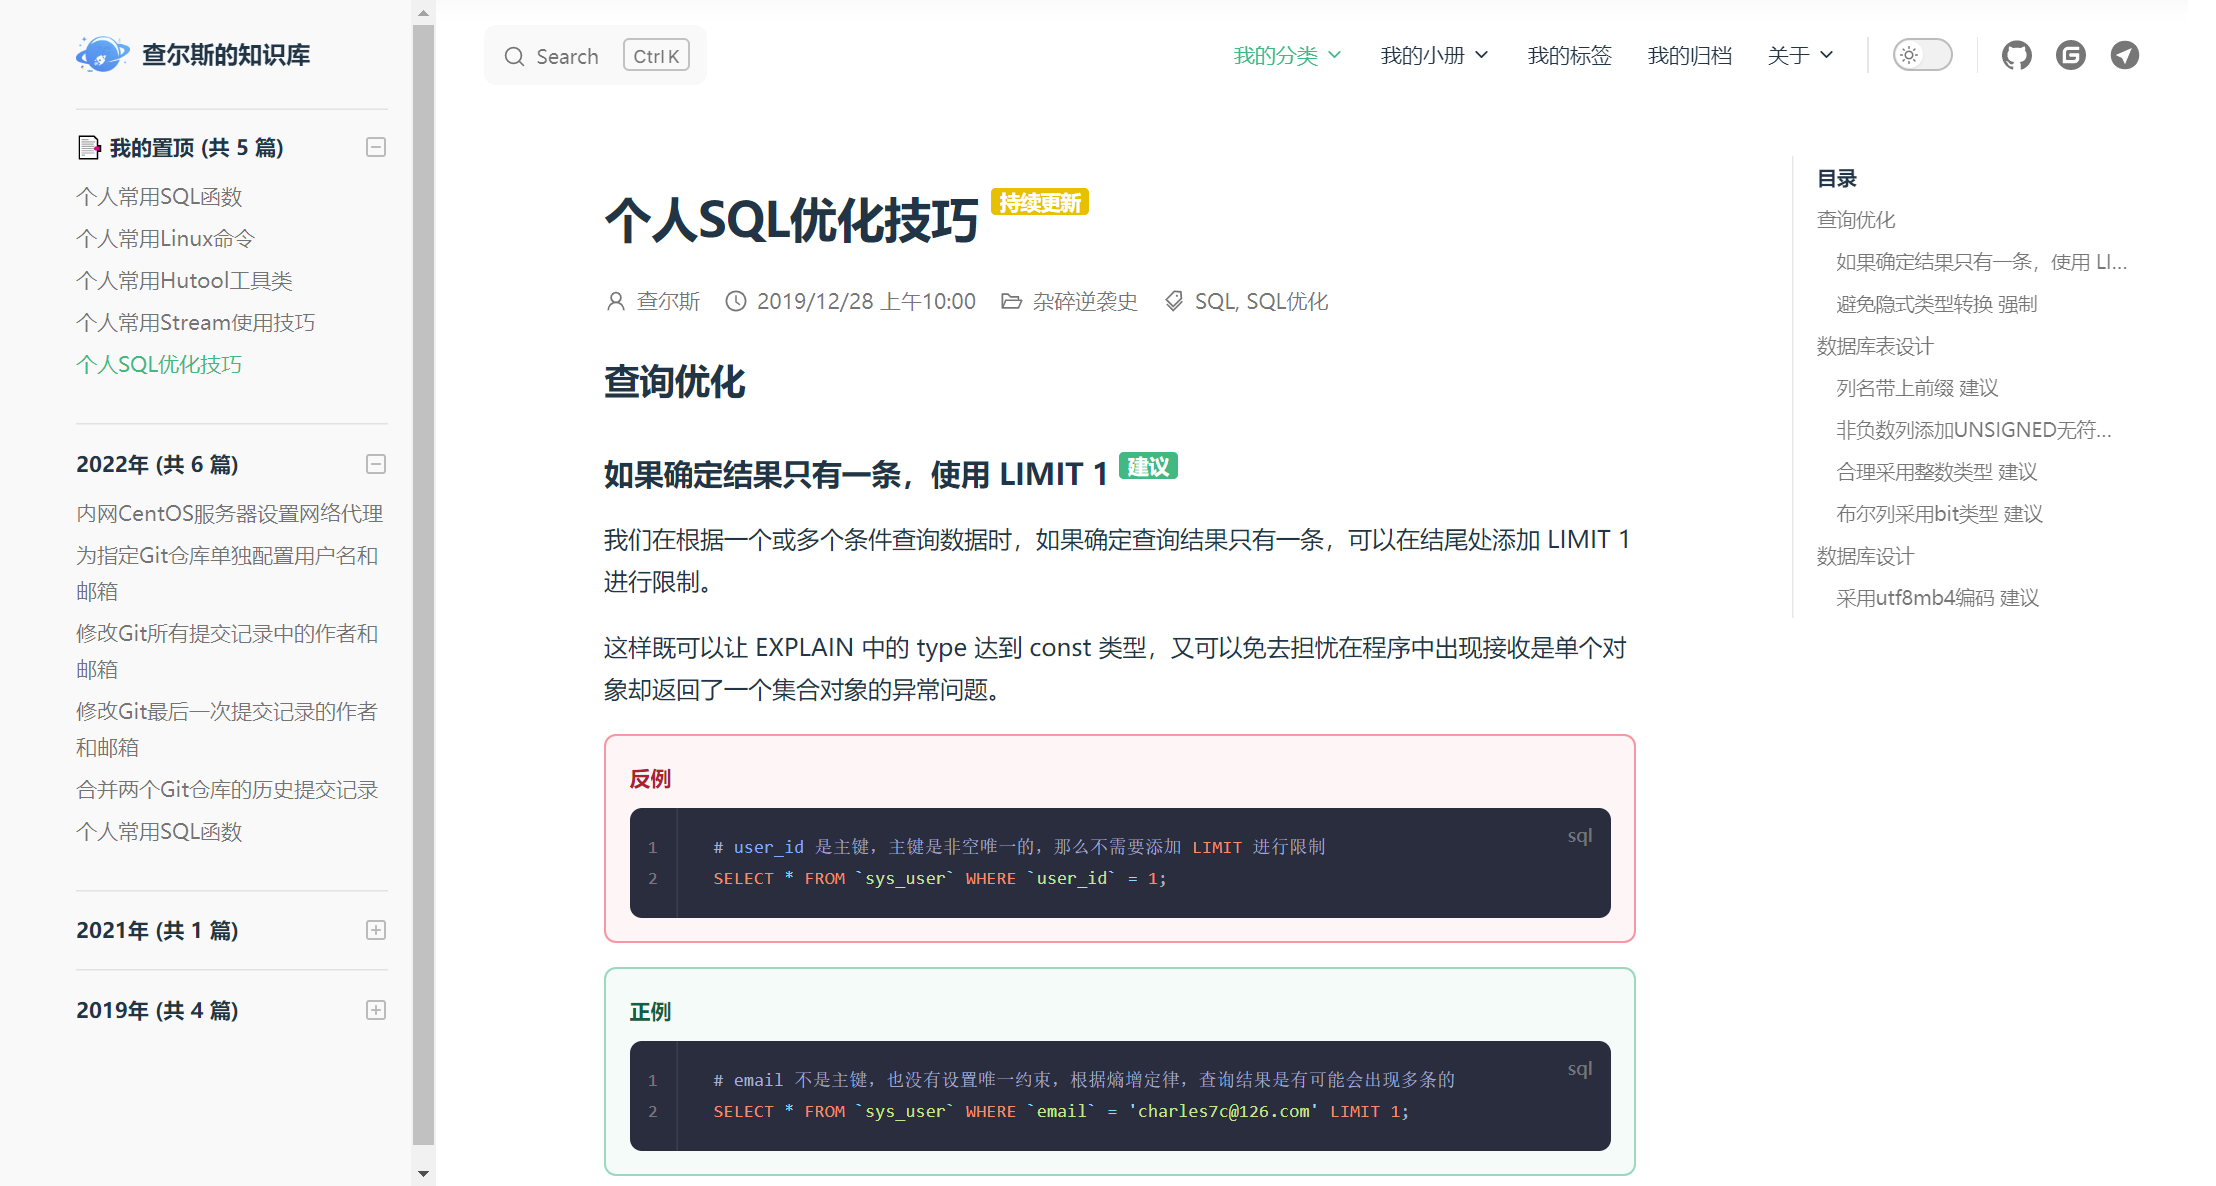 查尔斯的知识库
我的置顶 (共 5 篇)
个人常用SQL函数
个人常用Linux命令
个人常用Hutool工具类
个人常用Stream使用技巧
个人SQL优化技巧
2022年 (共 6 篇)
内网CentOS服务器设置网络代理
为指定Git仓库单独配置用户名和
邮箱
修改Git所有提交记录中的作者和
邮箱
修改Git最后一次提交记录的作者
和邮箱
合并两个Git仓库的历史提交记录
个人常用SQL函数
2021年 (共 1 篇)
2019年 (共 4 篇)
Search Ctrl K
我的分类 我的小册 我的标签 我的归档 关于
个人SQL优化技巧 持续更新
查尔斯 2019/12/28 上午10:00 杂碎逆袭史 SQL, SQL优化
查询优化
如果确定结果只有一条，使用 LIMIT 1 建议
我们在根据一个或多个条件查询数据时，如果确定查询结果只有一条，可以在结尾处添加 LIMIT 1
进行限制。
这样既可以让 EXPLAIN 中的 type 达到 const 类型，又可以免去担忧在程序中出现接收是单个对
象却返回了一个集合对象的异常问题。
反例
sql
1 # user_id 是主键，主键是非空唯一的，那么不需要添加 LIMIT 进行限制
2 SELECT * FROM `sys_user` WHERE `user_id` = 1;
正例
sql
1 # email 不是主键，也没有设置唯一约束，根据熵增定律，查询结果是有可能会出现多条的
2 SELECT * FROM `sys_user` WHERE `email` = 'charles7c@126.com' LIMIT 1;
目录
查询优化
如果确定结果只有一条，使用 LI...
避免隐式类型转换 强制
数据库表设计
列名带上前缀 建议
非负数列添加UNSIGNED无符...
合理采用整数类型 建议
布尔列采用bit类型 建议
数据库设计
采用utf8mb4编码 建议